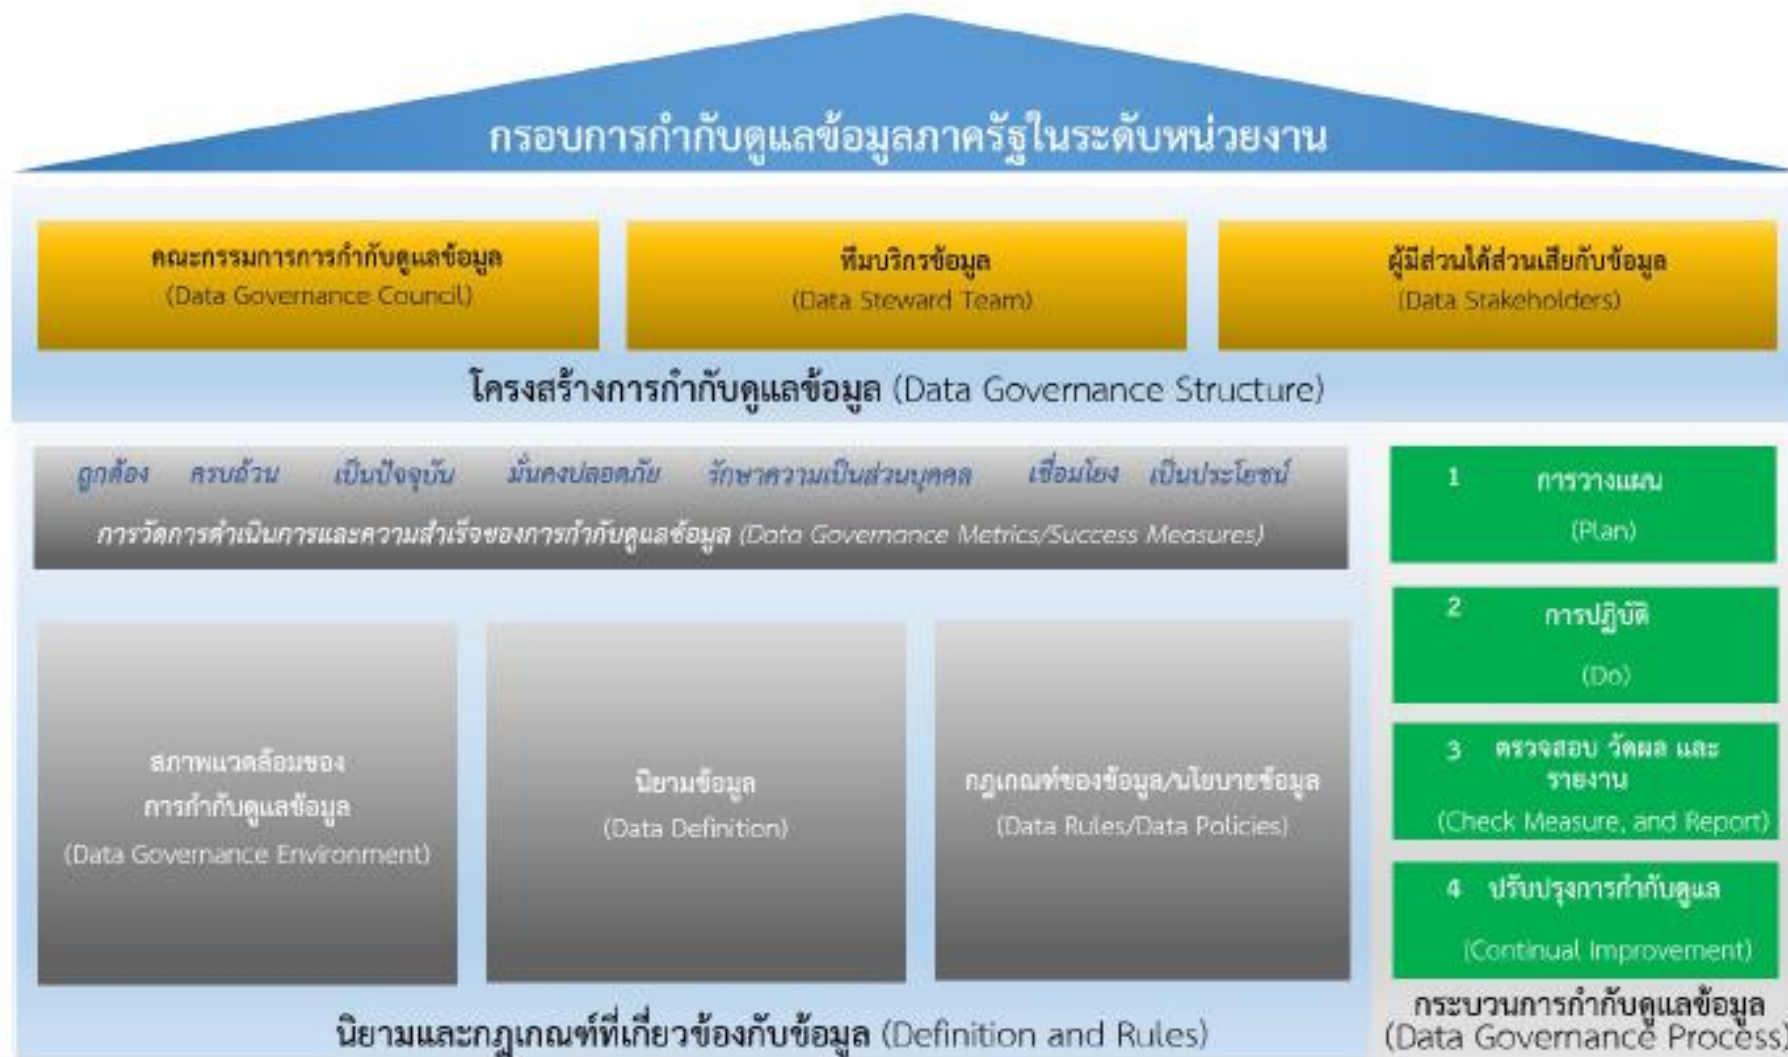 กรอบการกำกับดูแลข้อมูลภาครัฐในระดับหน่วยงาน
คณะกรรมการการกำกับดูแลข้อมูล
(Data Governance Council)
ทีมบริกรข้อมูล
(Data Steward Team)
ผู้มีส่วนได้ส่วนเสียกับข้อมูล
(Data Stakeholders)
โครงสร้างการกำกับดูแลข้อมูล (Data Governance Structure)
ถูกต้อง ครบถ้วน เป็นปัจจุบัน มั่นคงปลอดภัย รักษาความเป็นส่วนบุคคล เชื่อมโยง เป็นประโยชน์
การวัดการดำเนินการและความสำเร็จของการกำกับดูแลข้อมูล (Data Governance Metrics/Success Measures)
สภาพแวดล้อมของ
การกำกับดูแลข้อมูล
(Data Governance Environment)
นิยามข้อมูล
(Data Definition)
กฎเกณฑ์ของข้อมูล/นโยบายข้อมูล
(Data Rules/Data Policies)
นิยามและกฎเกณฑ์ที่เกี่ยวข้องกับข้อมูล (Definition and Rules)
1 การวางแผน
(Plan)
2 การปฏิบัติ
(Do)
3 ตรวจสอบ วัดผล และ
รายงาน
(Check Measure, and Report)
4 ปรับปรุงการกำกับดูแล
(Continual Improvement)
กระบวนการกำกับดูแลข้อมูล
(Data Governance Process)